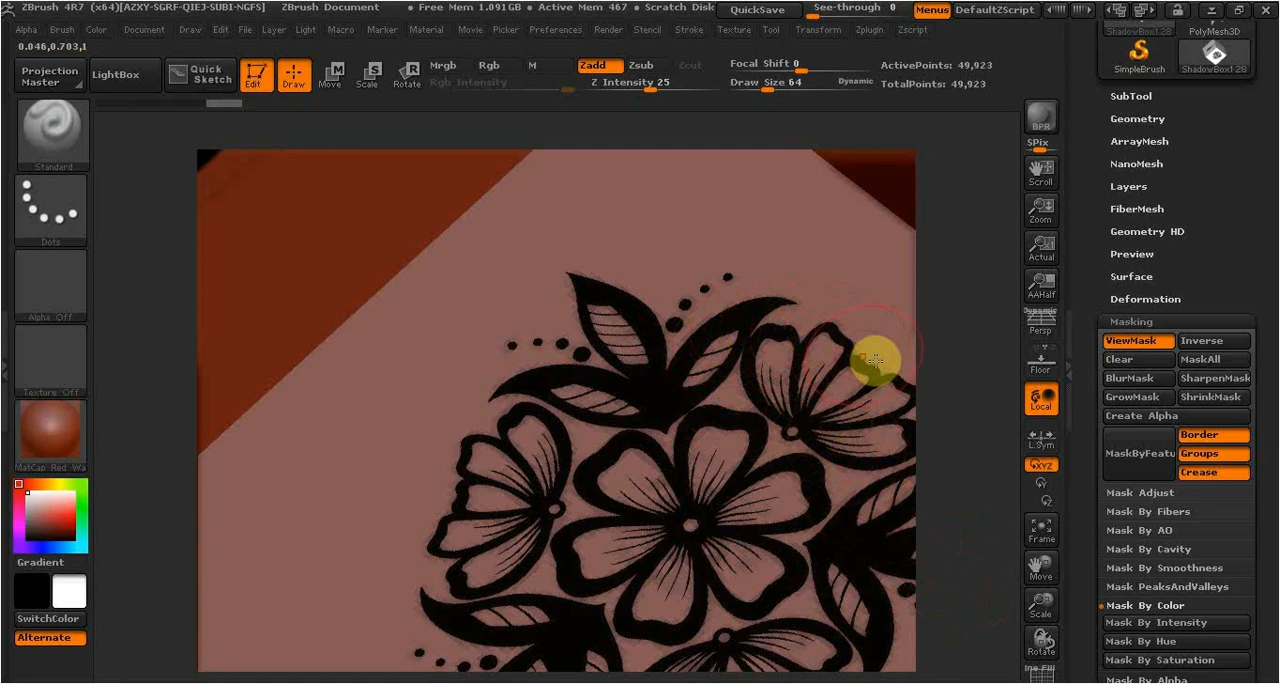 ZBrush 4R7 (x64)[AZXY-SGRF-QIEJ-SUBI-NGFS] ZBrush Document • Free Mem 1.091GB • Active Mem 467 • Scratch Disk QuickSave See-through 0 Menus DefaultZScript
Alpha Brush Color Document Draw Edit File Layer Light Macro Marker Material Movie Picker Preferences Render Stencil Stroke Texture Tool Transform Zplugin Zscript
0.046,0.703,1
Projection Master
LightBox
Quick Sketch
Edit
Draw
Move
Scale
Rotate
Mrgb Rgb M Zadd Zsub Zcut
Rgb Intensity Z Intensity 25
Focal Shift 0
Draw Size 64 Dynamic
ActivePoints: 49,923
TotalPoints: 49,923
Standard
Dots
Alpha Off
Texture Off
MatCap Red Wa
Gradient
SwitchColor
Alternate
BPR
SPix
Scroll
Zoom
Actual
AAHalf
Dynamic
Persp
Floor
Local
L.Sym
XYZ
Frame
Move
Scale
Rotate
Line Fill
ShadowBox128 PolyMesh3D
SimpleBrush ShadowBox128
SubTool
Geometry
ArrayMesh
NanoMesh
Layers
FiberMesh
Geometry HD
Preview
Surface
Deformation
Masking
ViewMask Inverse
Clear MaskAll
BlurMask SharpenMask
GrowMask ShrinkMask
Create Alpha
MaskByFeatu
Border
Groups
Crease
Mask Adjust
Mask By Fibers
Mask By AO
Mask By Cavity
Mask By Smoothness
Mask PeaksAndValleys
Mask By Color
Mask By Intensity
Mask By Hue
Mask By Saturation
Mask By Alpha